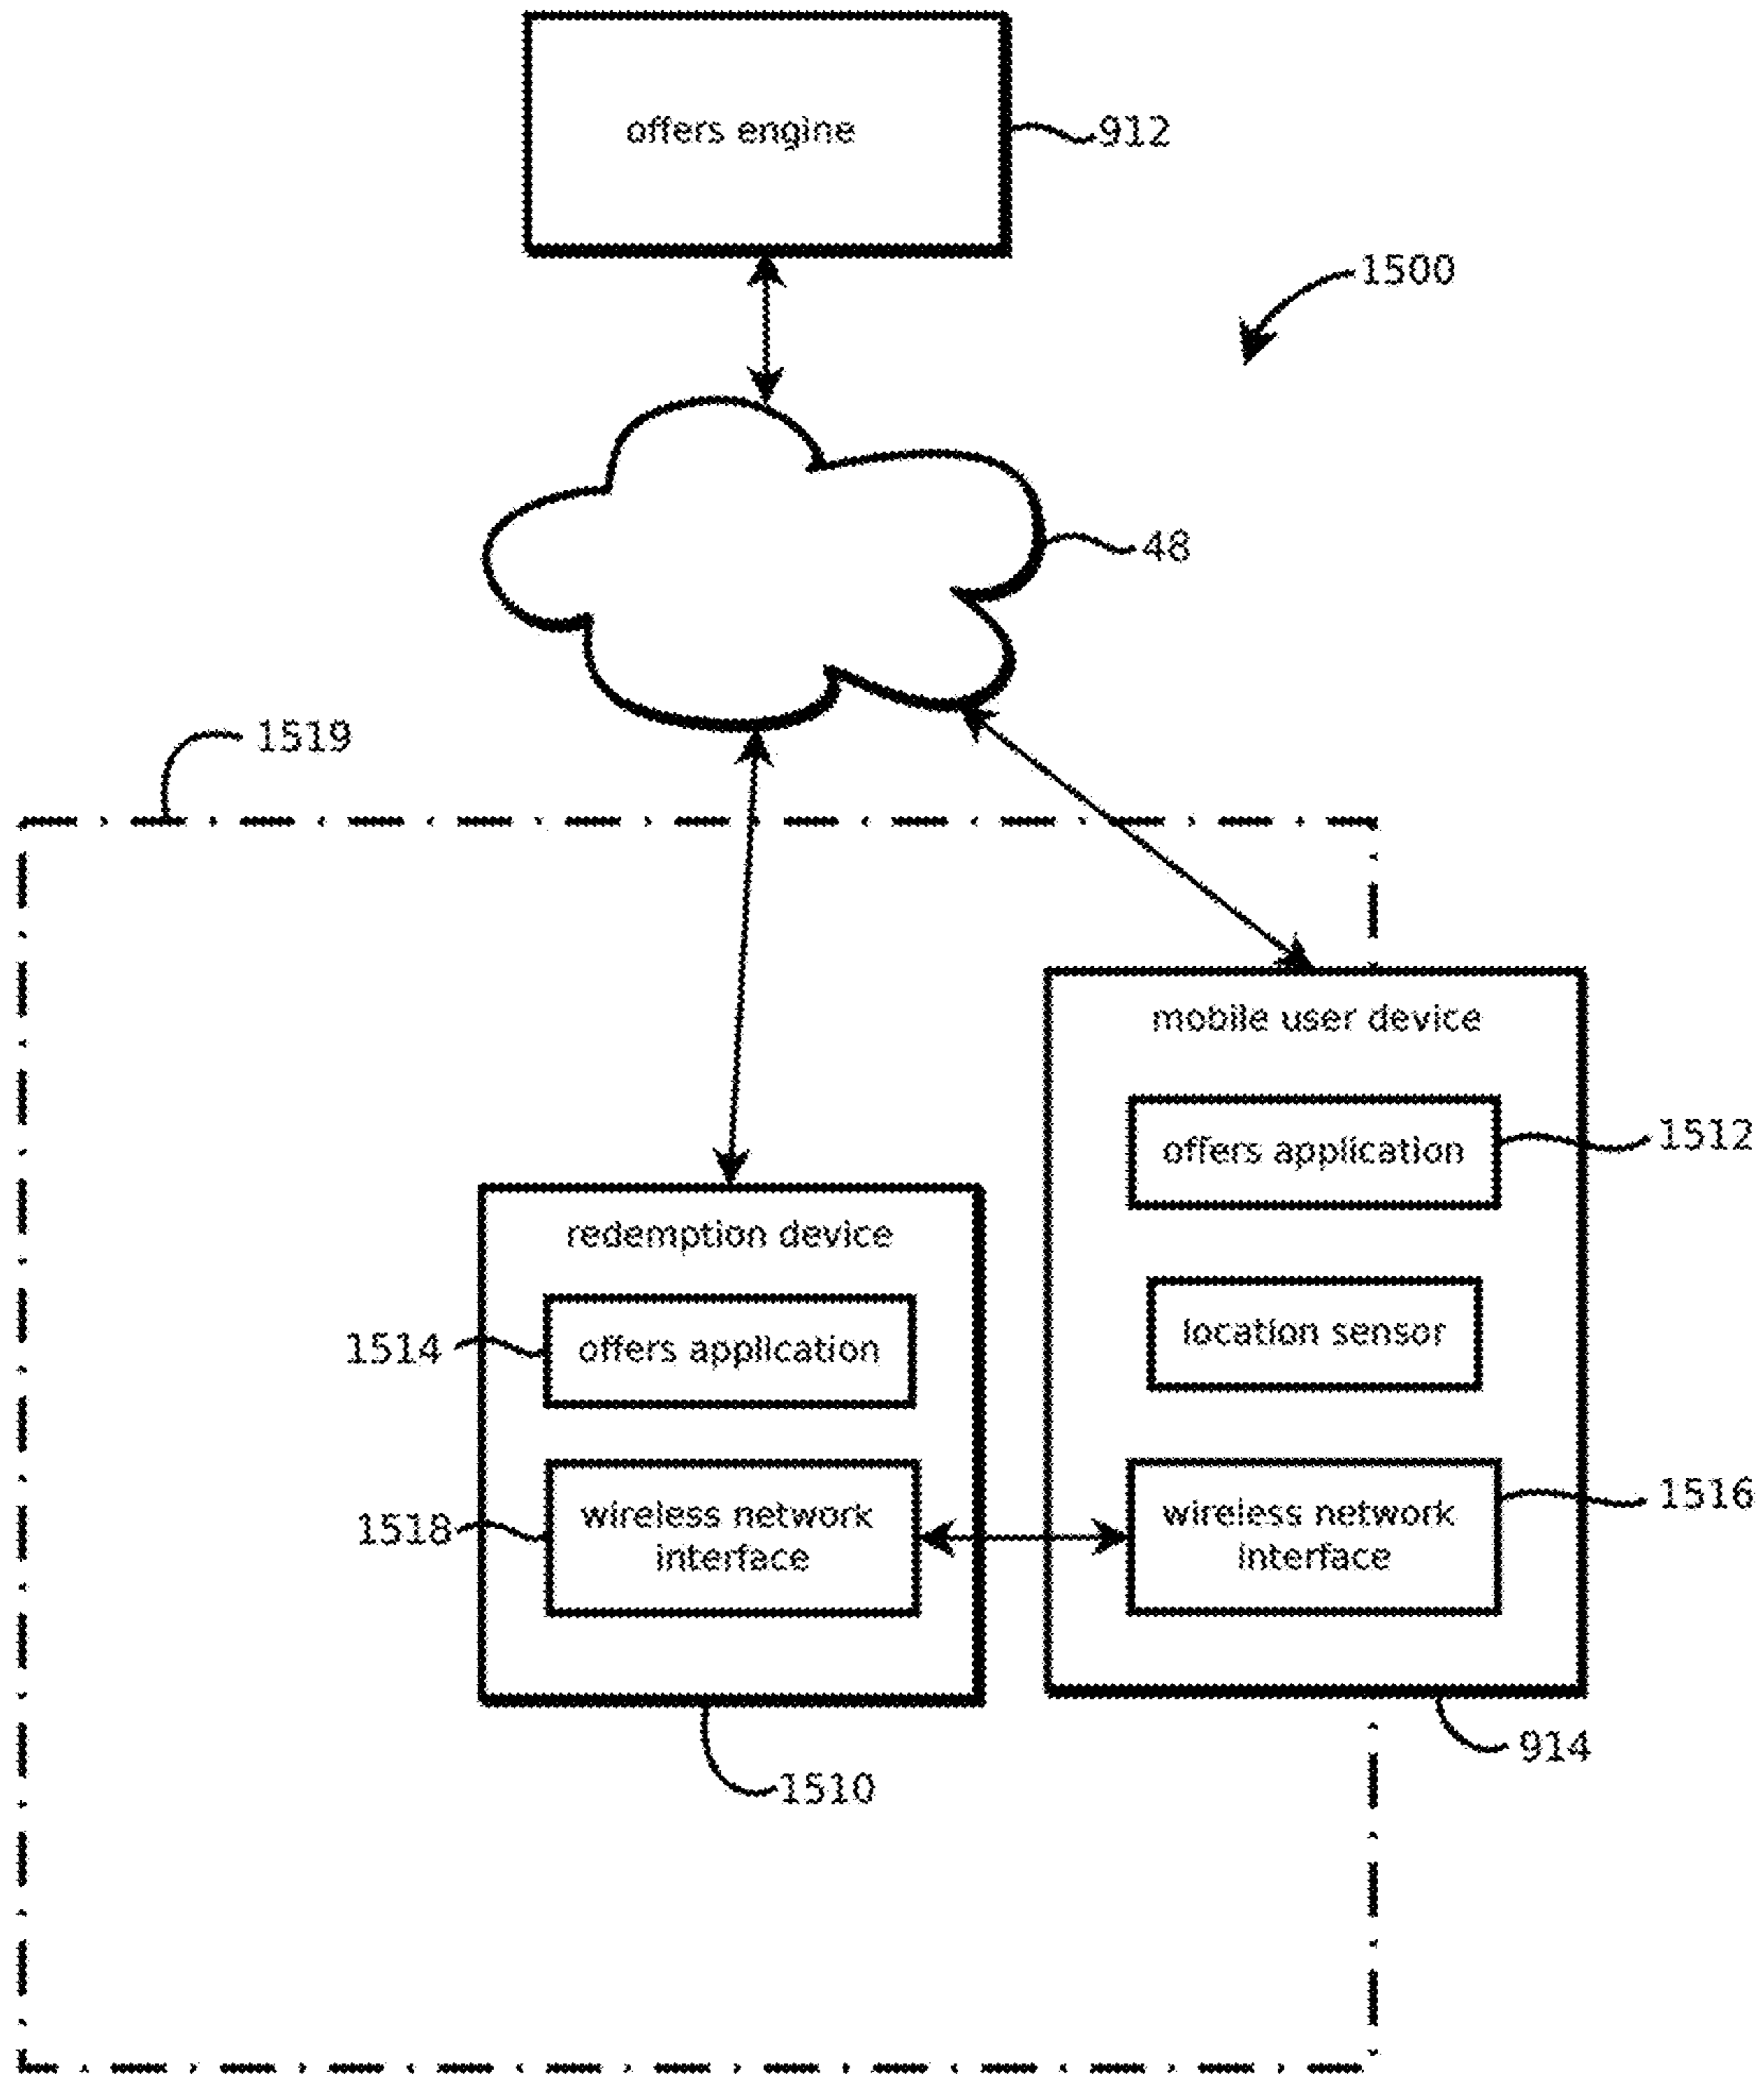 offers engine
912
1500
48
1519
mobile user device
offers application
1512
redemption device
location sensor
1514
offers application
wireless network
interface
1518
wireless network
interface
1516
914
1510